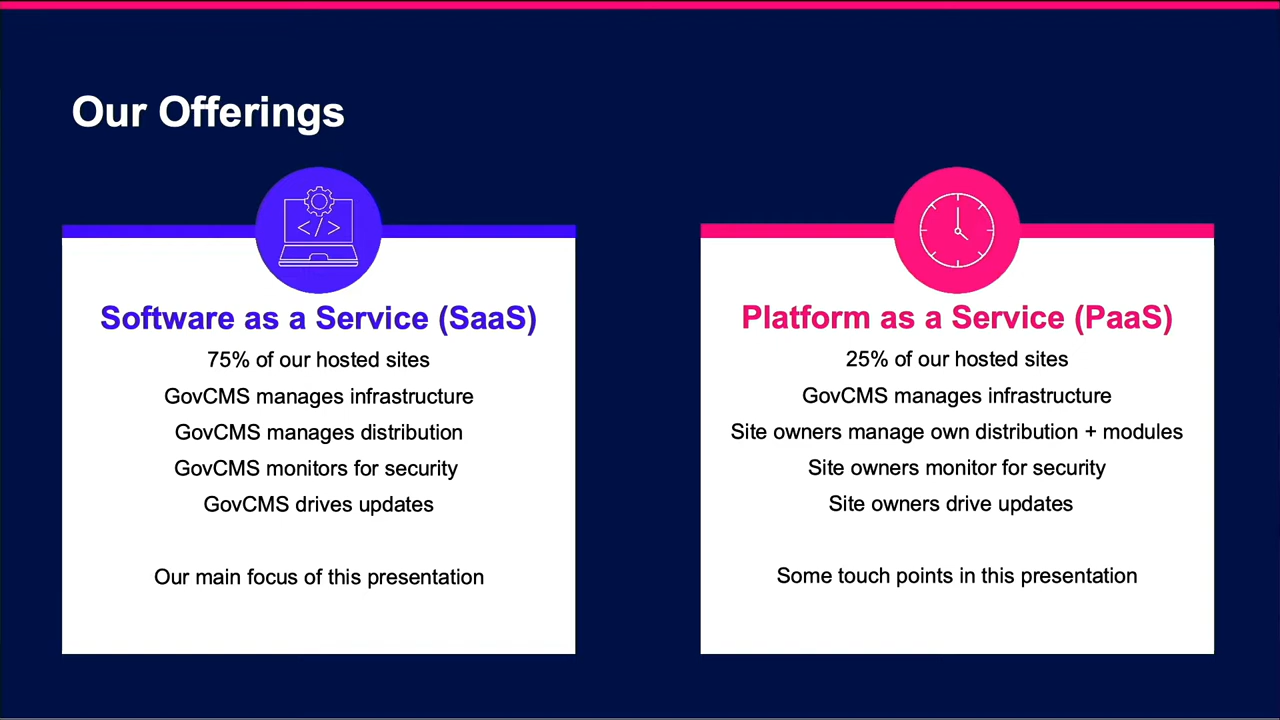 Our Offerings
Software as a Service (SaaS)
75% of our hosted sites
GovCMS manages infrastructure
GovCMS manages distribution
GovCMS monitors for security
GovCMS drives updates
Our main focus of this presentation
Platform as a Service (PaaS)
25% of our hosted sites
GovCMS manages infrastructure
Site owners manage own distribution + modules
Site owners monitor for security
Site owners drive updates
Some touch points in this presentation